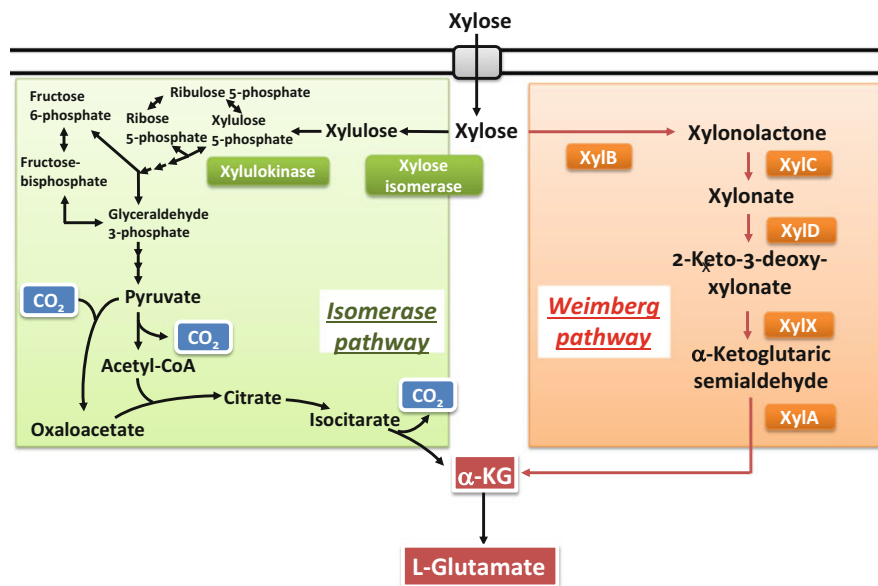 Xylose
Fructose
6-phosphate
Ribulose 5-phosphate
Ribose
5-phosphate
Xylulose
5-phosphate
Xylulose
Xylose
Xylonolactone
XylB
XylC
Xylulokinase
Xylose
isomerase
Fructose-
bisphosphate
Xylonate
Glyceraldehyde
3-phosphate
XylD
2-Keto-3-deoxy-
x
xylonate
CO2
Pyruvate
Isomerase
pathway
Weimberg
pathway
XylX
CO2
Acetyl-CoA
α-Ketoglutaric
semialdehyde
Citrate
CO2
Isocitarate
XylA
Oxaloacetate
α-KG
L-Glutamate